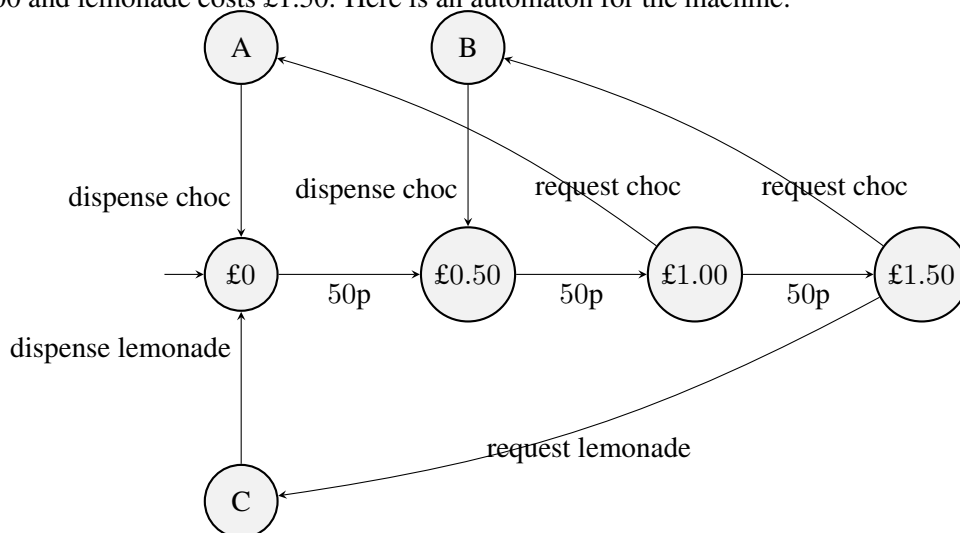 00 and lemonade costs £1.50. Here is an automaton for the machine.
A B
dispense choc dispense choc request choc request choc
£0 £0.50 £1.00 £1.50
50p 50p 50p
dispense lemonade
request lemonade
C